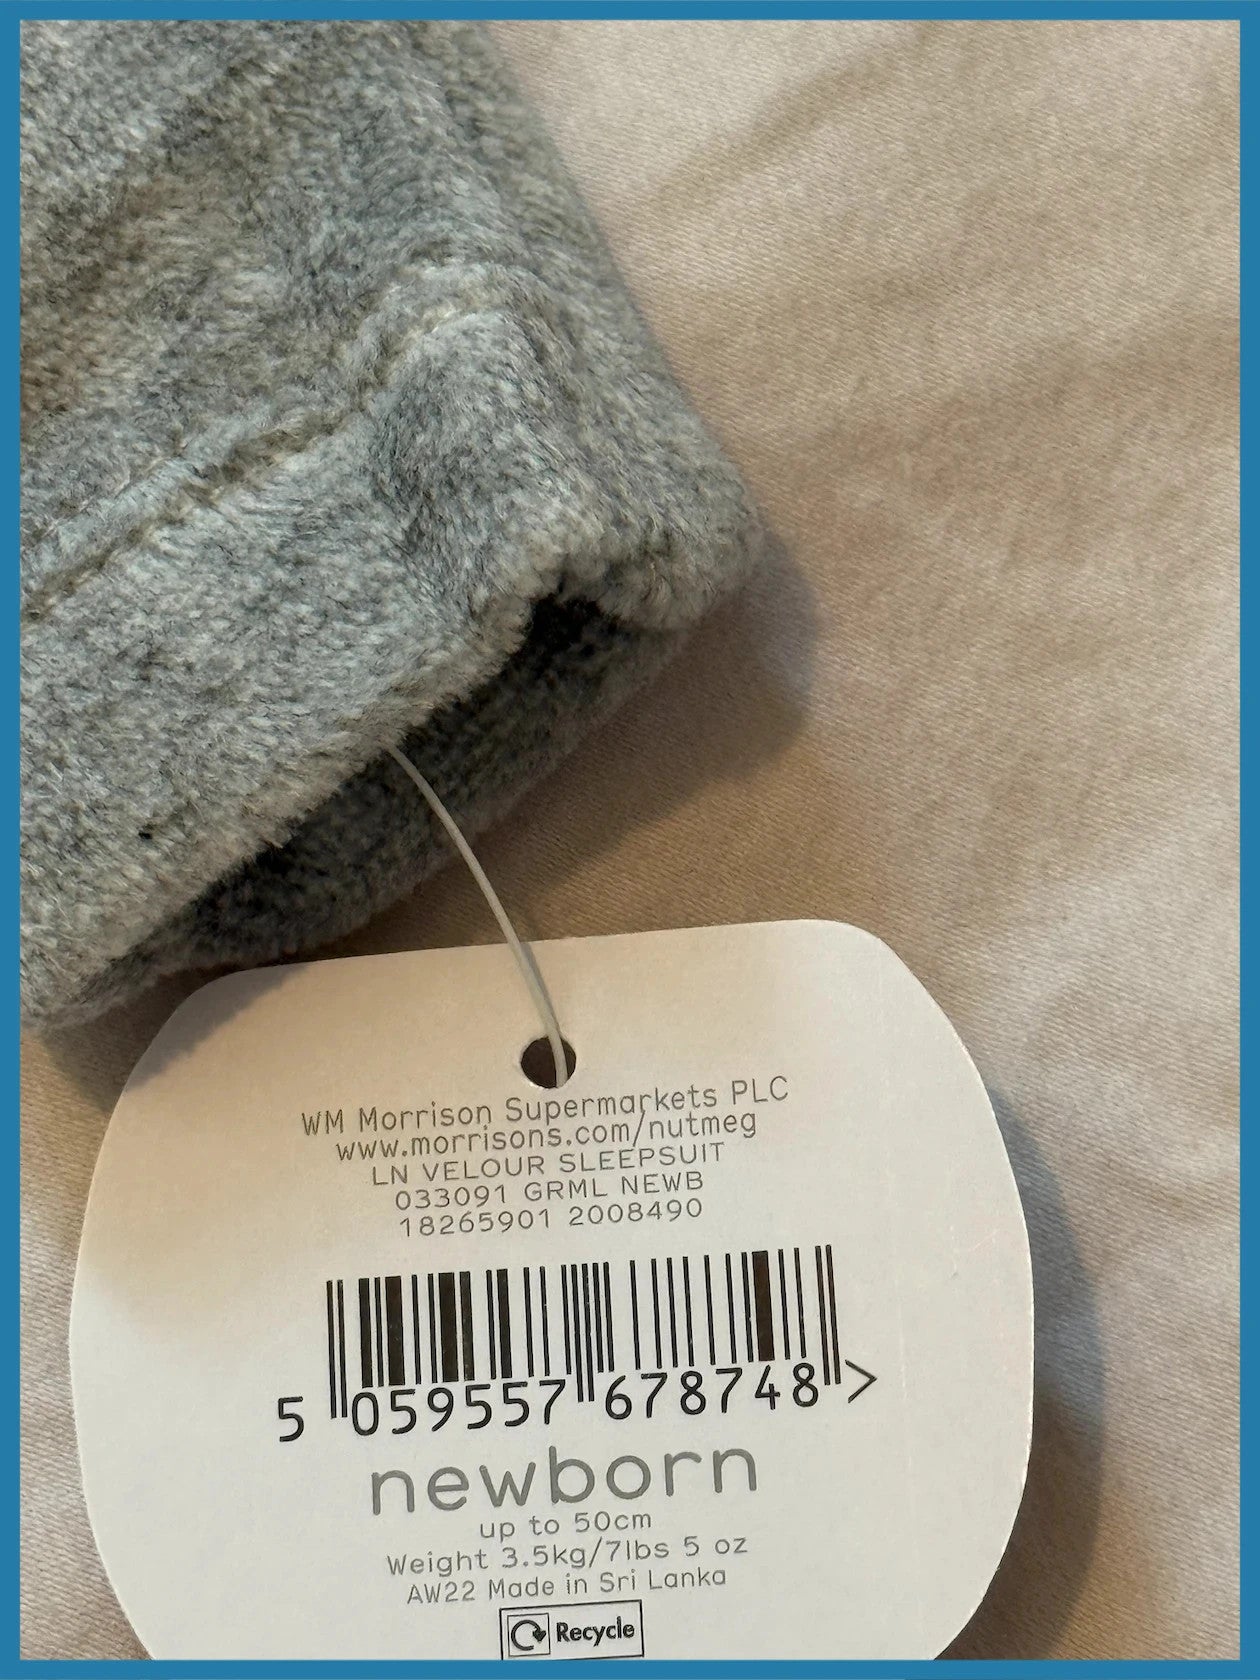 WM Morrison Supermarkets PLC
www.morrisons.com/nutmeg
LN VELOUR SLEEPSUIT
033091 GRML NEWB
18265901 2008490
5 059557 678748 >
newborn
up to 50cm
Weight 3.5kg/7lbs 5 oz
AW22 Made in Sri Lanka
Recycle